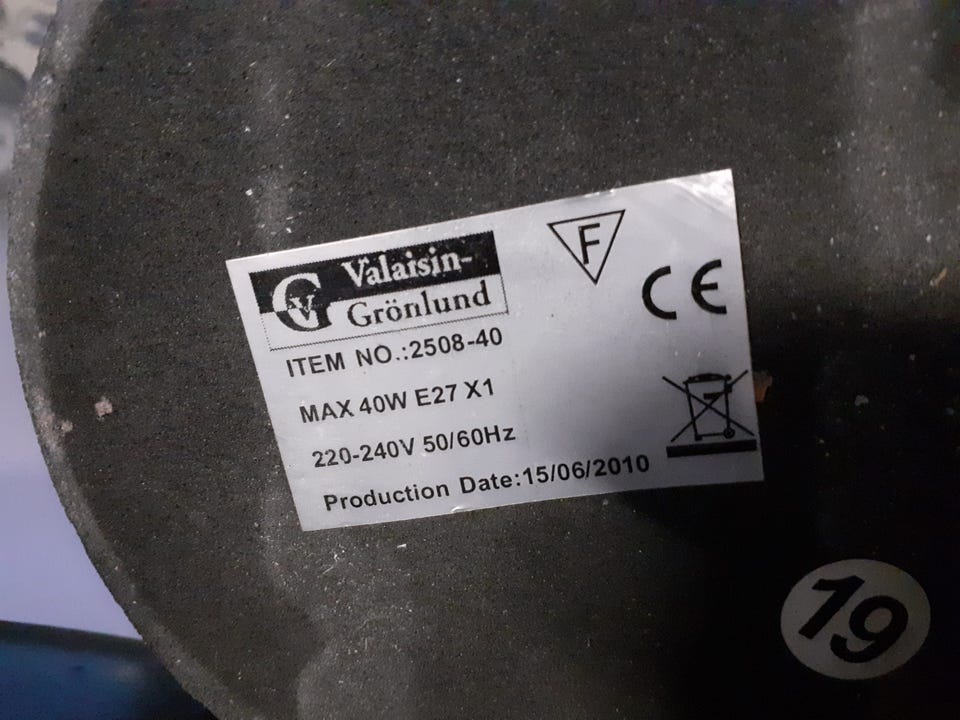 GV Valaisin-
Grönlund
F
CE
ITEM NO.:2508-40
MAX 40W E27 X1
220-240V 50/60Hz
Production Date:15/06/2010
19